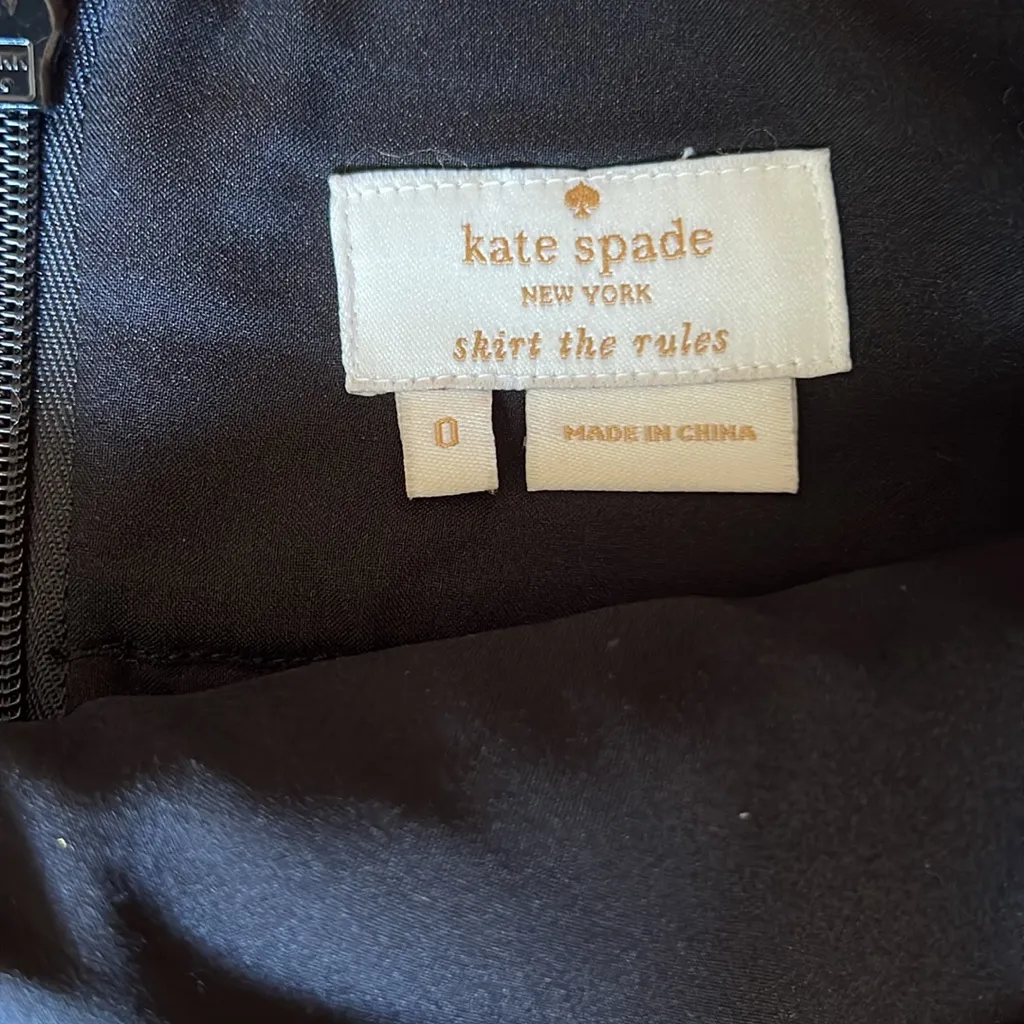 kate spade
NEW YORK
skirt the rules
0
MADE IN CHINA